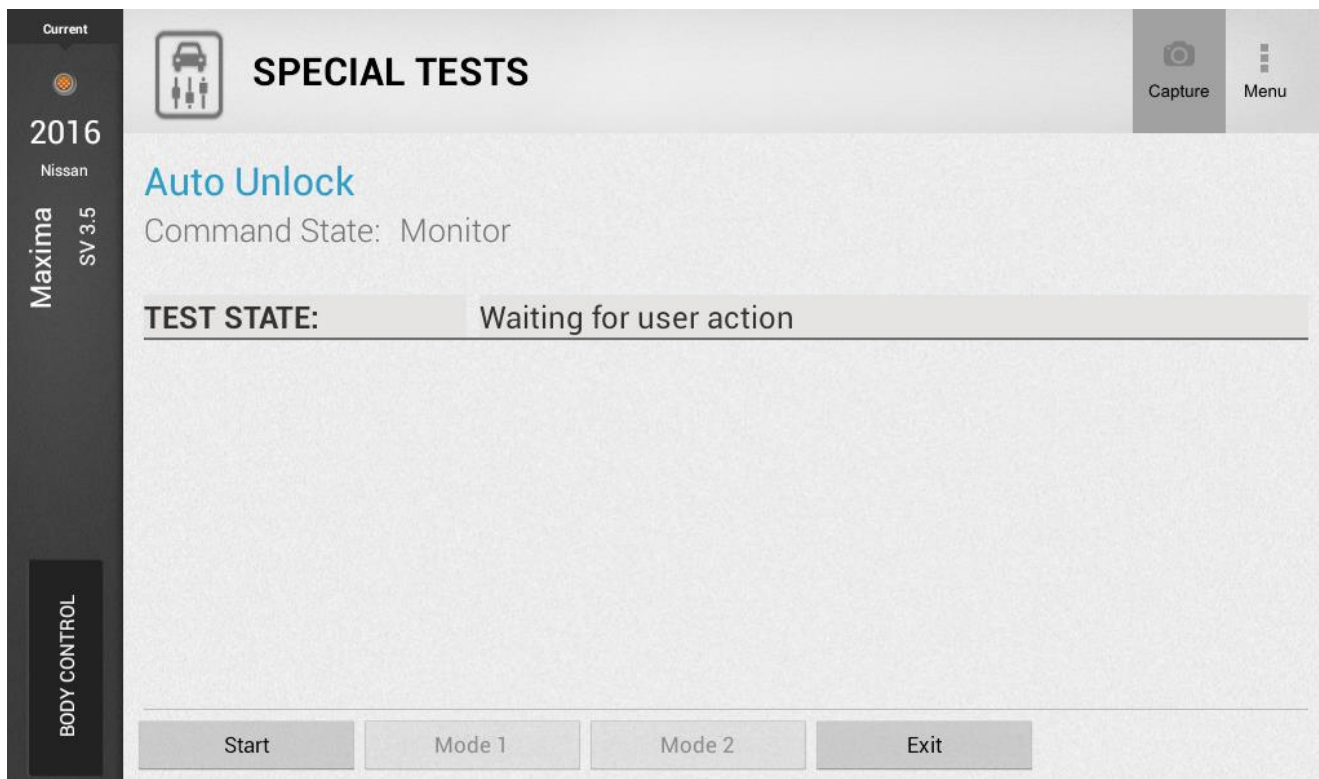 Current
2016
Nissan
Maxima
SV 3.5
BODY CONTROL
SPECIAL TESTS
Capture
Menu
Auto Unlock
Command State: Monitor
TEST STATE: Waiting for user action
Start Mode 1 Mode 2 Exit